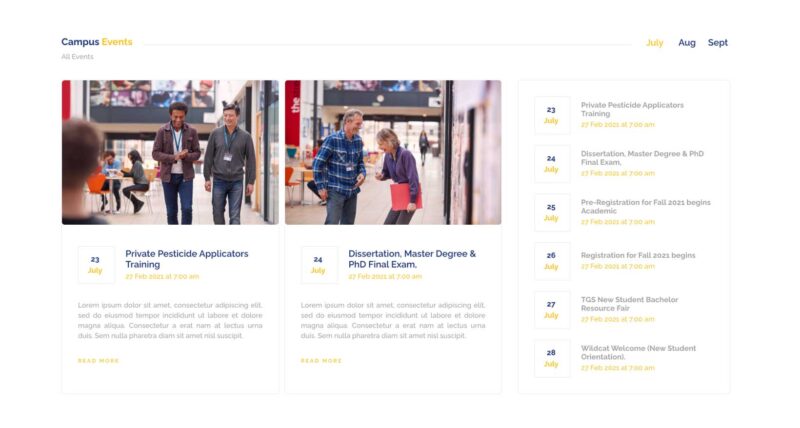 Campus Events
July Aug Sept
All Events
the
23
July
Private Pesticide Applicators
Training
27 Feb 2021 at 7:00 am
Lorem ipsum dolor sit amet, consectetur adipiscing elit,
sed do eiusmod tempor incididunt ut labore et dolore
magna aliqua. Consectetur a erat nam at lectus urna
duis. Sem nulla pharetra diam sit amet nisl suscipit.
READ MORE
24
July
Dissertation, Master Degree &
PhD Final Exam,
27 Feb 2021 at 7:00 am
Lorem ipsum dolor sit amet, consectetur adipiscing elit,
sed do eiusmod tempor incididunt ut labore et dolore
magna aliqua. Consectetur a erat nam at lectus urna
duis. Sem nulla pharetra diam sit amet nisl suscipit.
READ MORE
23
July
Private Pesticide Applicators
Training
27 Feb 2021 at 7:00 am
24
July
Dissertation, Master Degree & PhD
Final Exam,
27 Feb 2021 at 7:00 am
25
July
Pre-Registration for Fall 2021 begins
Academic
27 Feb 2021 at 7:00 am
26
July
Registration for Fall 2021 begins
27 Feb 2021 at 7:00 am
27
July
TGS New Student Bachelor
Resource Fair
27 Feb 2021 at 7:00 am
28
July
Wildcat Welcome (New Student
Orientation).
27 Feb 2021 at 7:00 am